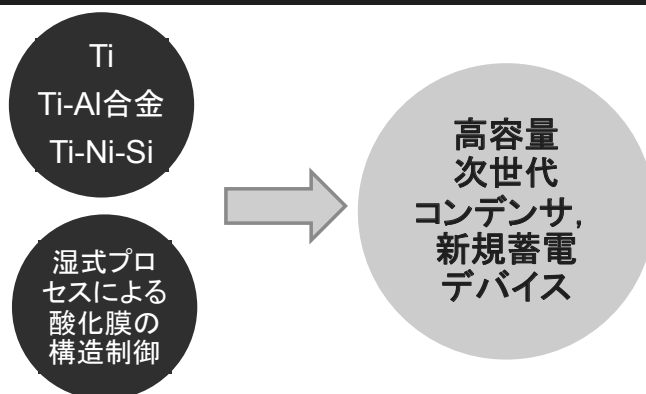 Ti
Ti-Al合金
Ti-Ni-Si
湿式プロ
セスによる
酸化膜の
構造制御
高容量
次世代
コンデンサ,
新規蓄電
デバイス